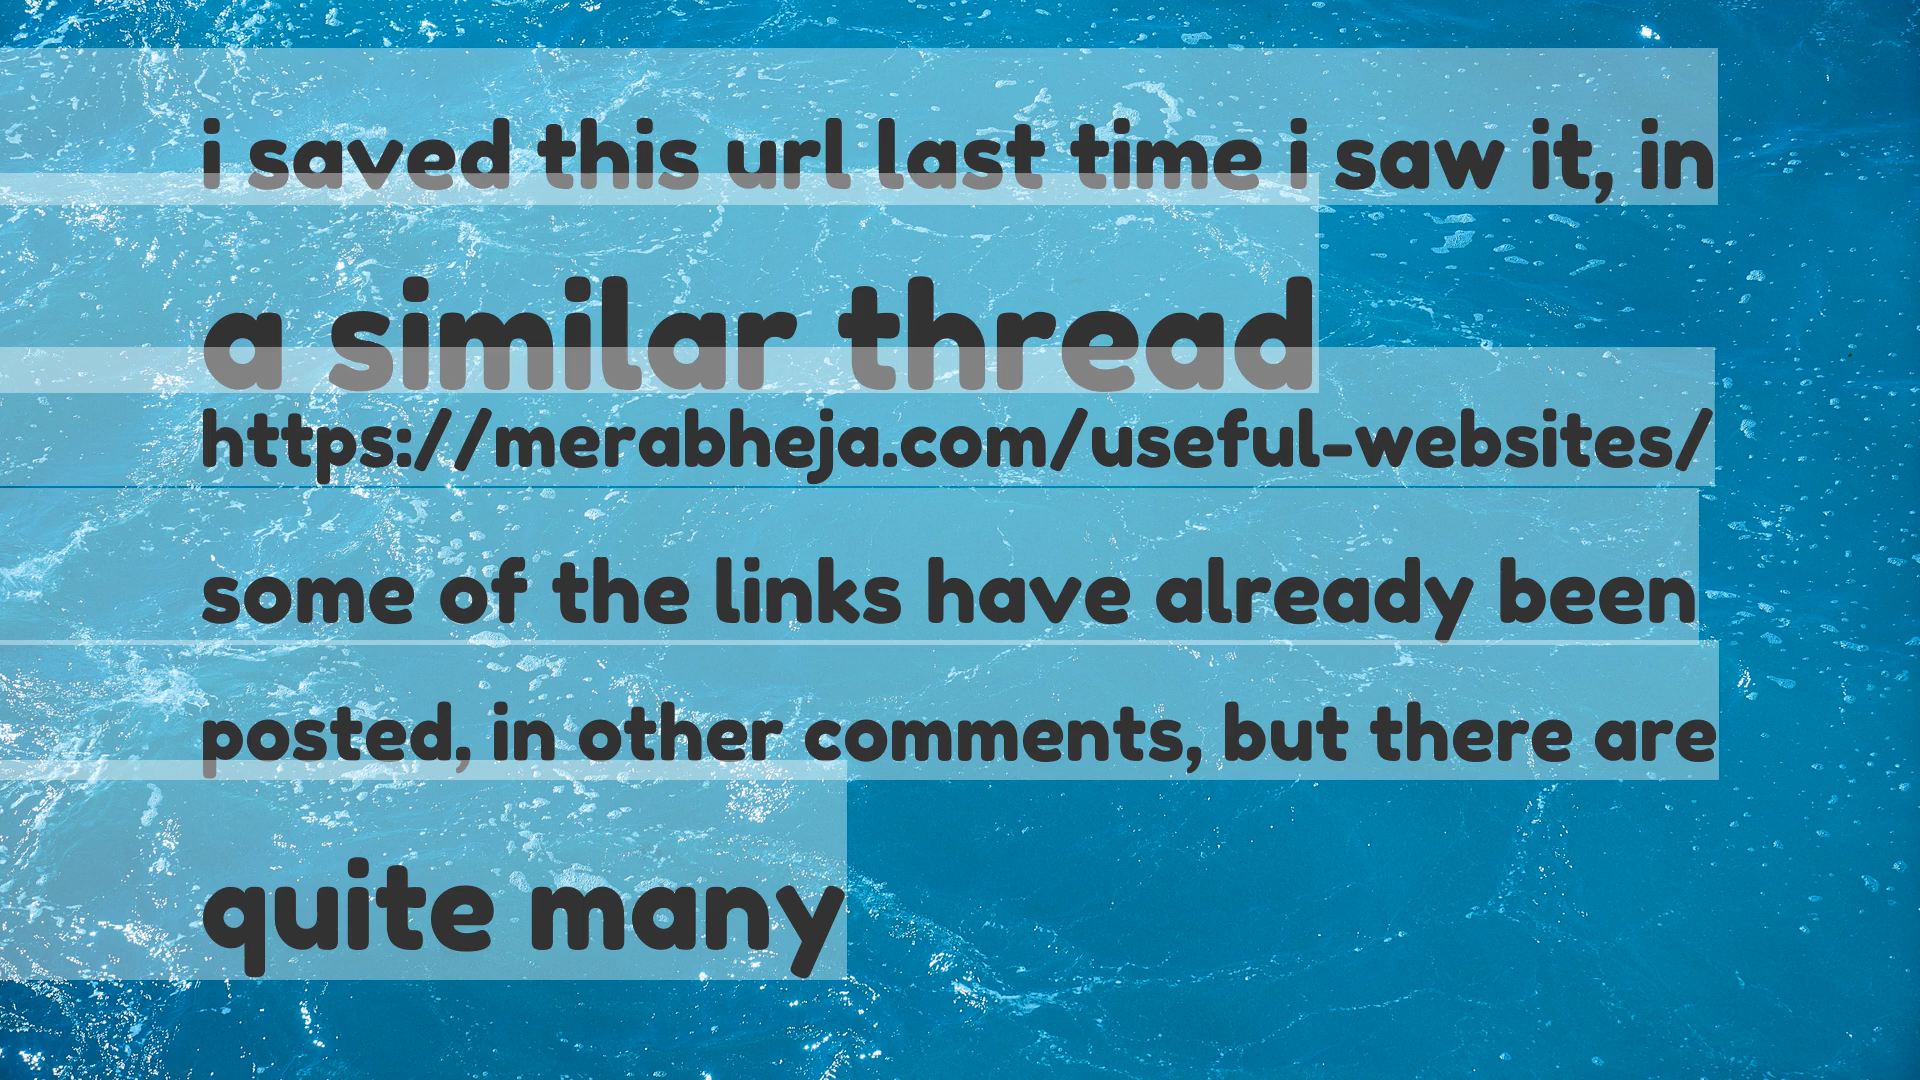 i saved this url last time i saw it, in
a similar thread
https://merabheja.com/useful-websites/
some of the links have already been
posted, in other comments, but there are
quite many